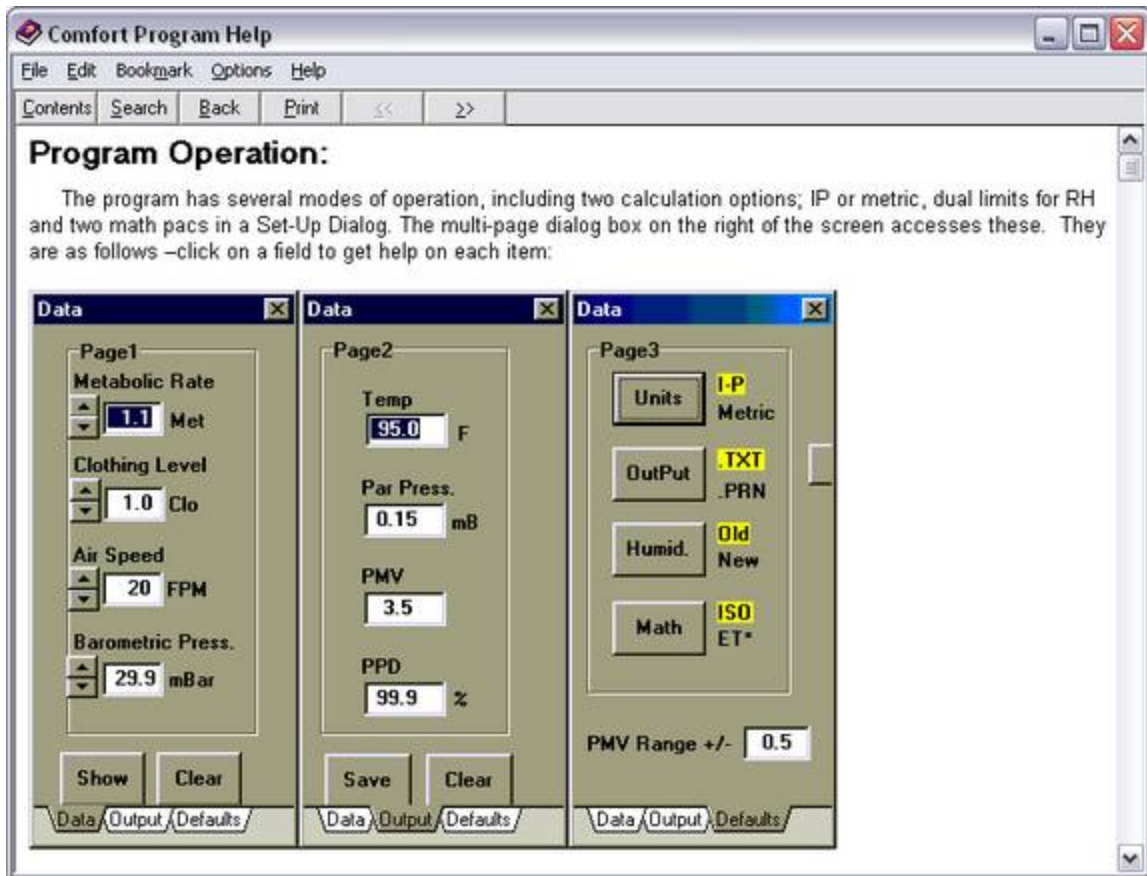 Comfort Program Help
File Edit Bookmark Options Help
Contents Search Back Print << >>
Program Operation:
The program has several modes of operation, including two calculation options; IP or metric, dual limits for RH
and two math pacs in a Set-Up Dialog. The multi-page dialog box on the right of the screen accesses these. They
are as follows –click on a field to get help on each item:
Data
Page1
Metabolic Rate
1.1 Met
Clothing Level
1.0 Clo
Air Speed
20 FPM
Barometric Press.
29.9 mBar
Show Clear
Data Output Defaults
Data
Page2
Temp
95.0 F
Par Press.
0.15 mB
PMV
3.5
PPD
99.9 %
Save Clear
Data Output Defaults
Data
Page3
Units I-P
Metric
OutPut .TXT
.PRN
Humid. Old
New
Math ISO
ET*
PMV Range +/- 0.5
Data Output Defaults